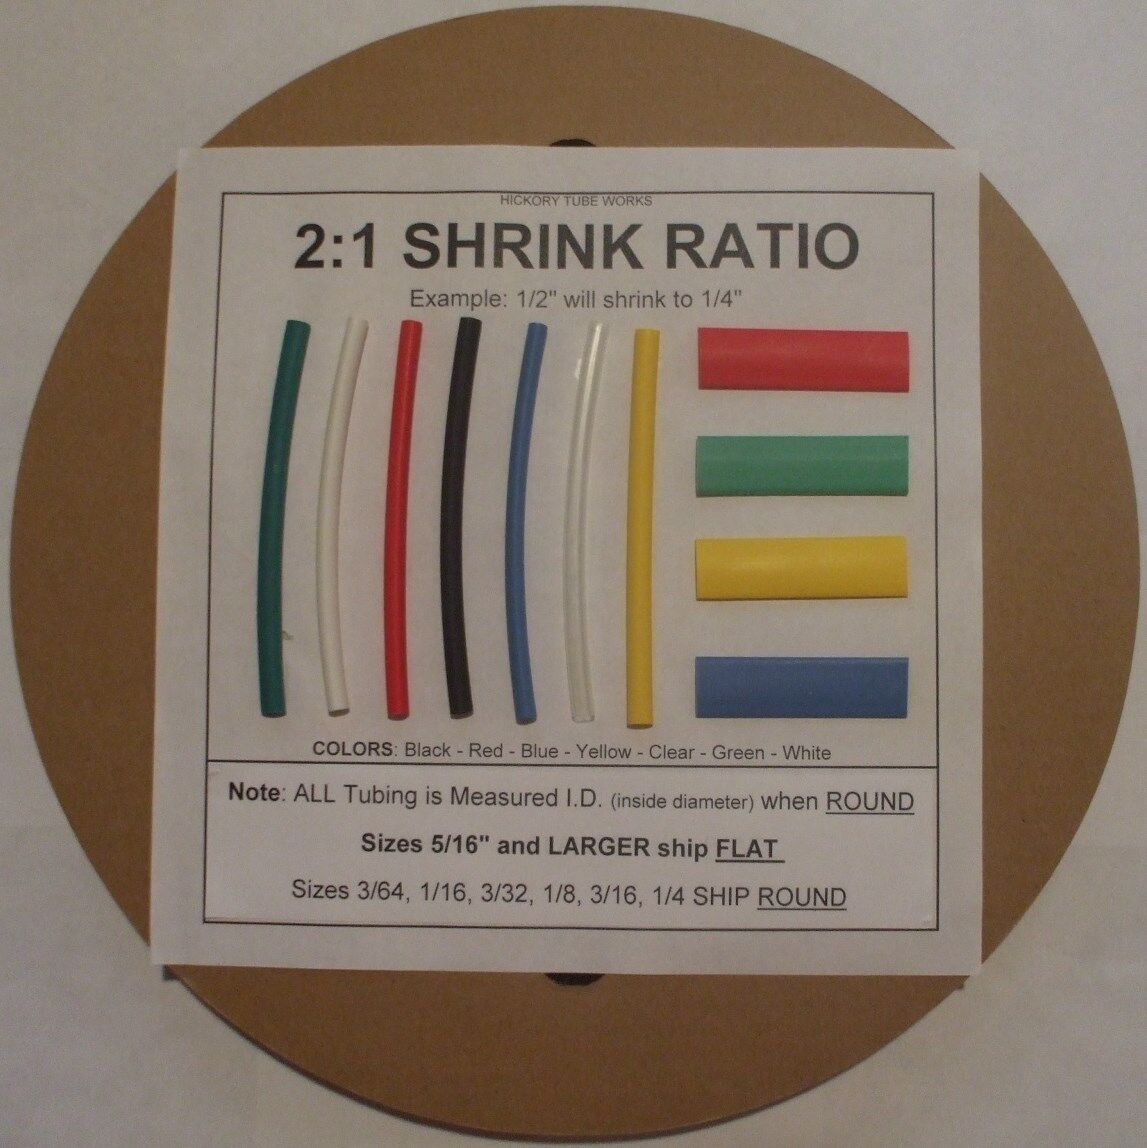 HICKORY TUBE WORKS
2:1 SHRINK RATIO
Example: 1/2" will shrink to 1/4"
COLORS: Black - Red - Blue - Yellow - Clear - Green - White
Note: ALL Tubing is Measured I.D. (inside diameter) when ROUND
Sizes 5/16" and LARGER ship FLAT
Sizes 3/64, 1/16, 3/32, 1/8, 3/16, 1/4 SHIP ROUND